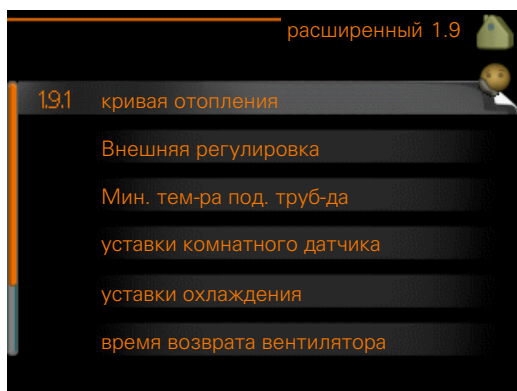 расширенный 1.9
1.9.1 кривая отопления
Внешняя регулировка
Мин. тем-ра под. труб-да
уставки комнатного датчика
уставки охлаждения
время возврата вентилятора